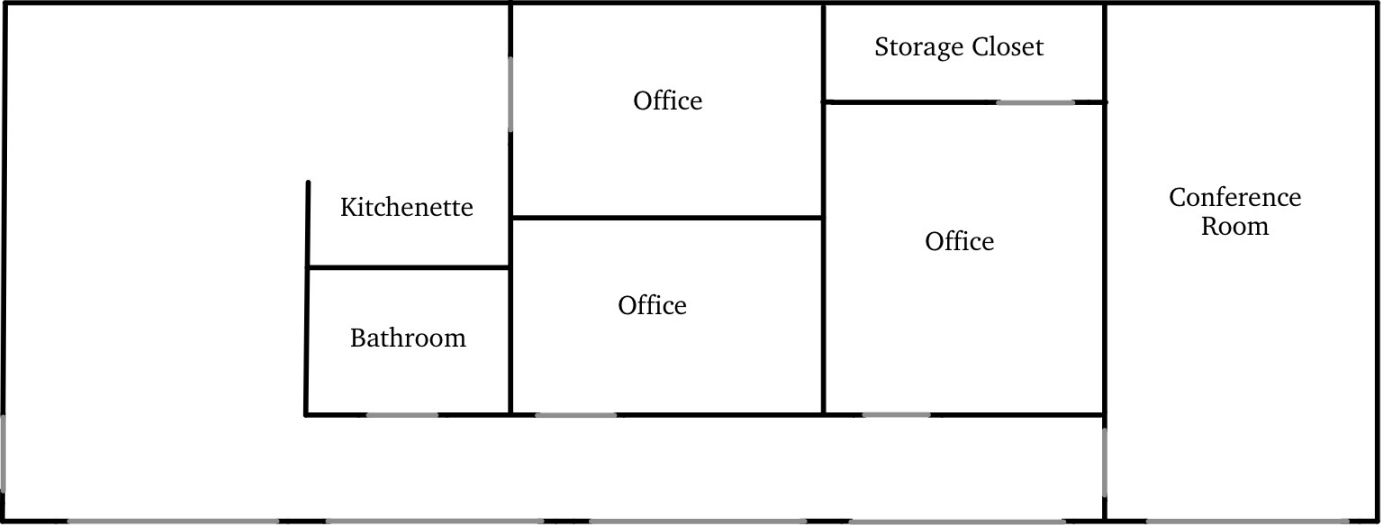 Storage Closet
Office
Conference
Room
Kitchenette
Office
Office
Bathroom